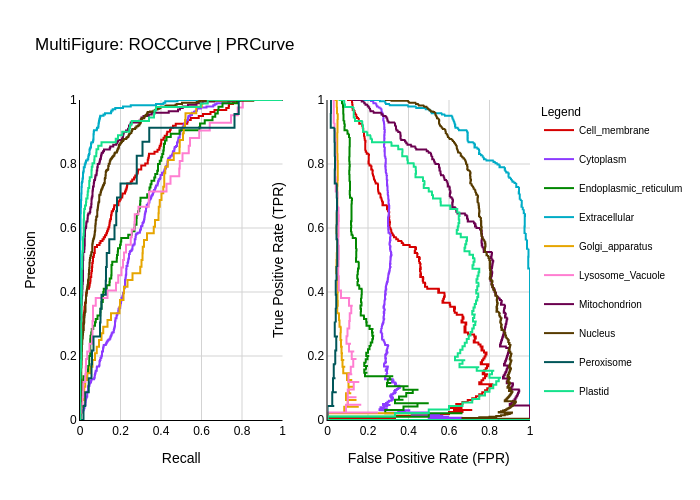 MultiFigure: ROCCurve | PRCurve
Precision
1
0.8
0.6
0.4
0.2
0
0 0.2 0.4 0.6 0.8 1
Recall
True Positive Rate (TPR)
1
0.8
0.6
0.4
0.2
0
0 0.2 0.4 0.6 0.8 1
False Positive Rate (FPR)
Legend
Cell_membrane
Cytoplasm
Endoplasmic_reticulum
Extracellular
Golgi_apparatus
Lysosome_Vacuole
Mitochondrion
Nucleus
Peroxisome
Plastid